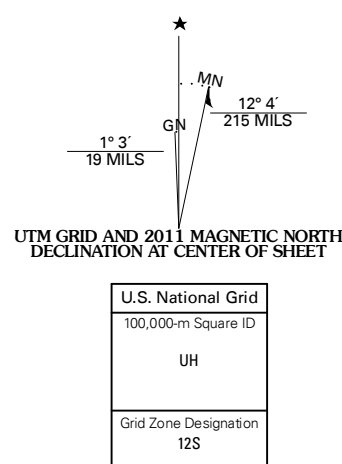 MN
GN
12° 4´
215 MILS
1° 3´
19 MILS
UTM GRID AND 2011 MAGNETIC NORTH
DECLINATION AT CENTER OF SHEET
U.S. National Grid
100,000-m Square ID
UH
Grid Zone Designation
12S